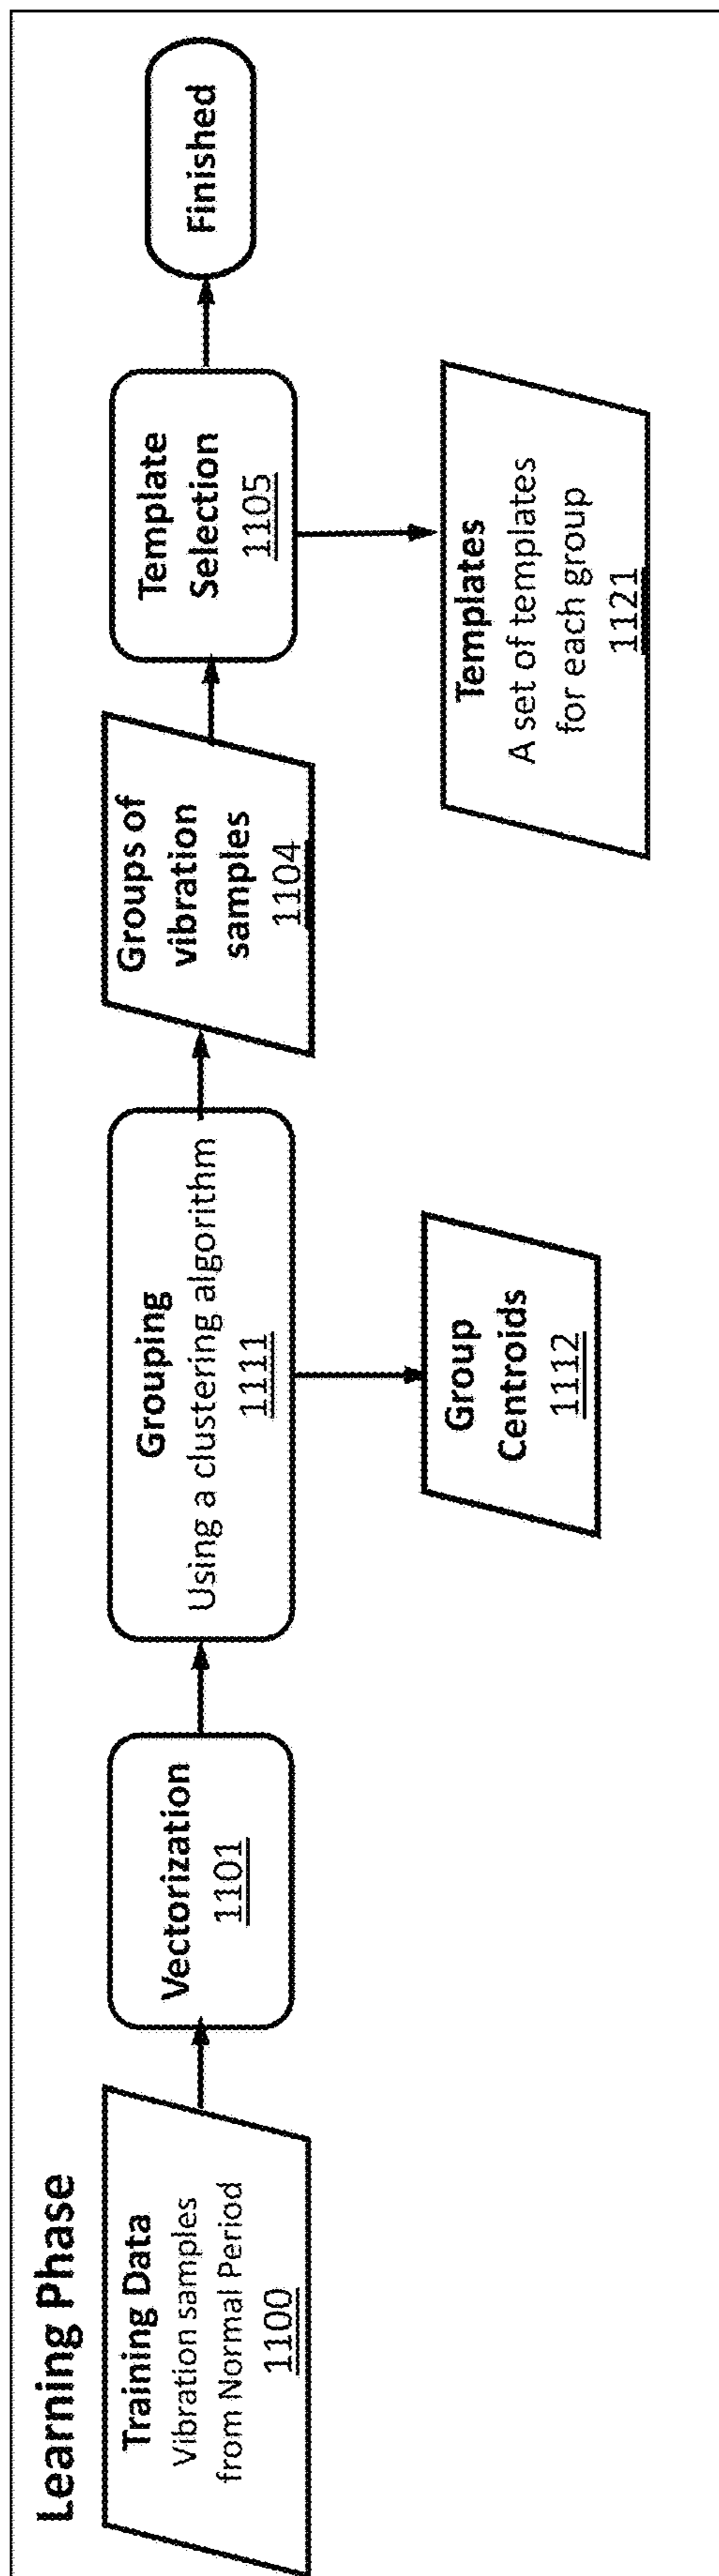 Learning Phase
Training Data
Vibration samples
from Normal Period
1100
Vectorization
1101
Grouping
Using a clustering algorithm
1111
Group
Centroids
1112
Groups of
vibration
samples
1104
Template
Selection
1105
Templates
A set of templates
for each group
1121
Finished